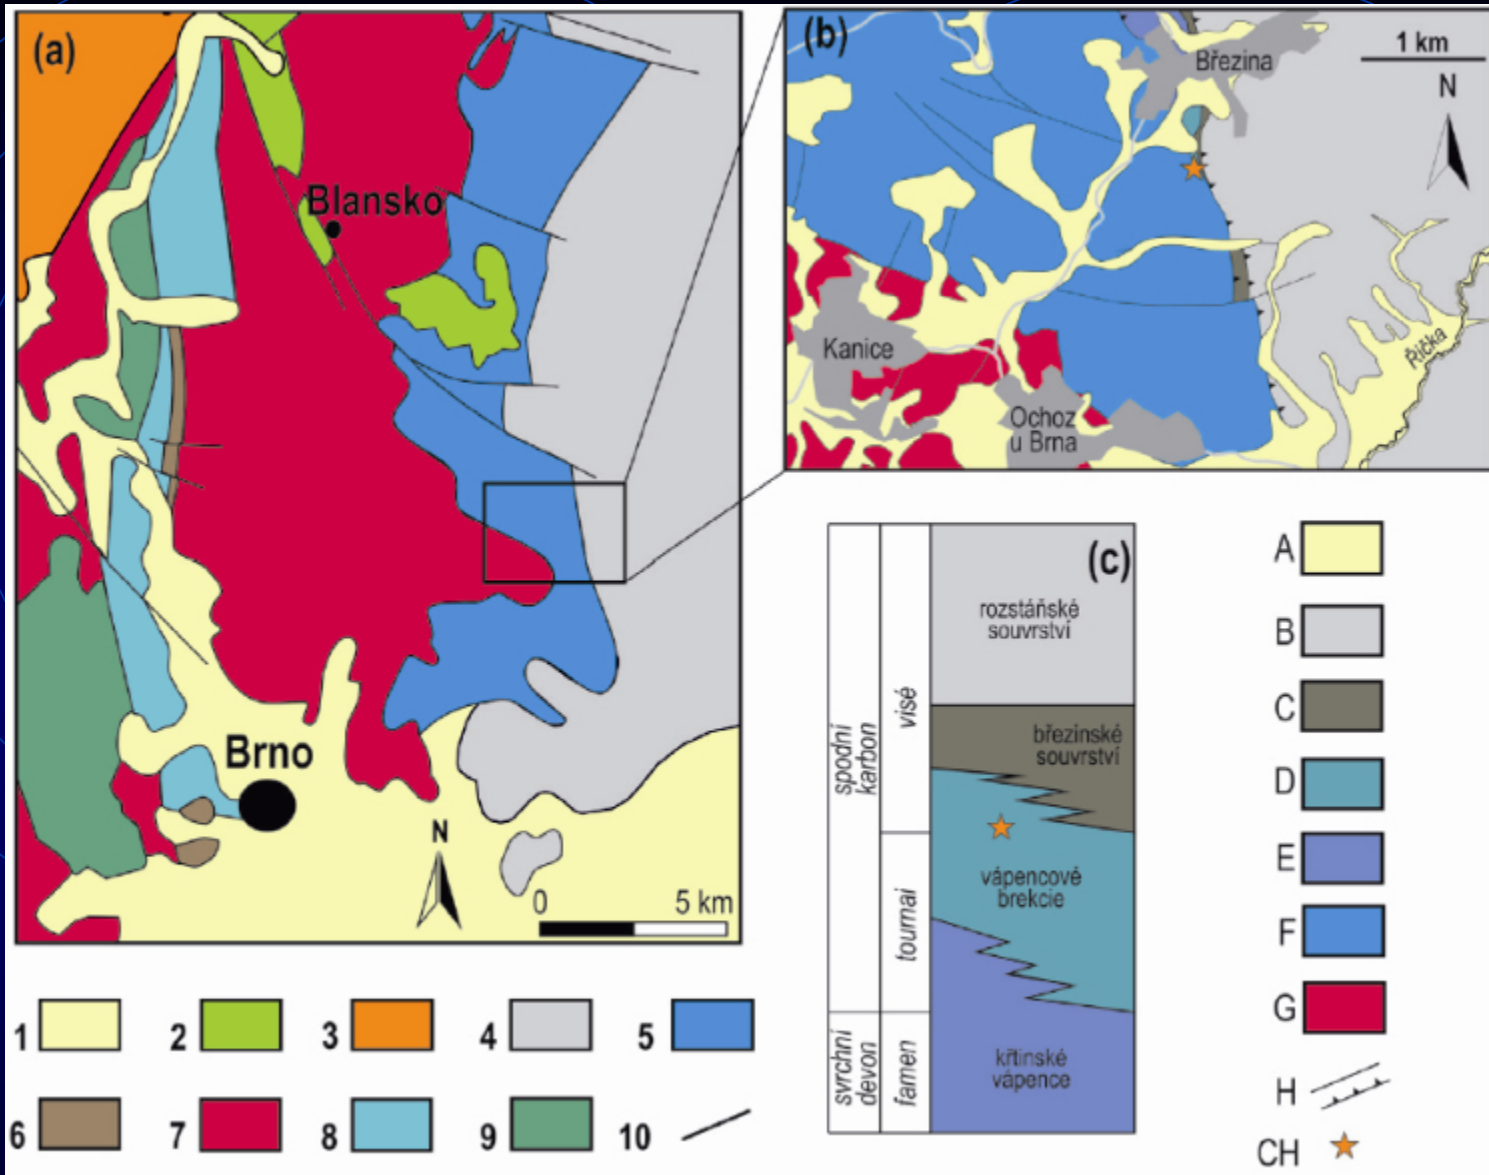 (a)
Blansko
Brno
N
0
5 km
(b)
Březina
1 km
N
Kanice
Ochoz
u Brna
Říčka
(c)
spodní
karbon
svrchní
devon
visé
tournai
famen
rozstáňské
souvrství
březinské
souvrství
vápencové
brekcie
křtinské
vápence
A
B
C
D
E
F
G
H
CH
1
2
3
4
5
6
7
8
9
10